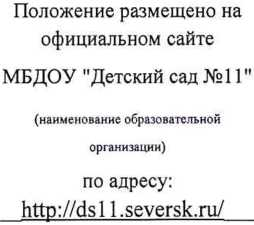 Положение размещено на
официальном сайте
МБДОУ "Детский сад №11"
(наименование образовательной
организации)
по адресу:
http://ds11.seversk.ru/